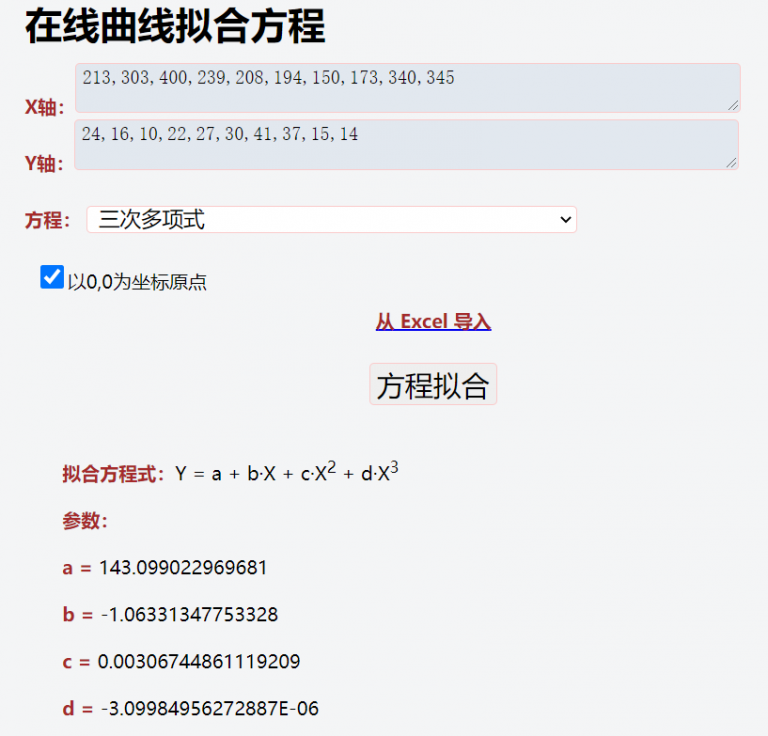 在线曲线拟合方程
X轴: 213,303,400,239,208,194,150,173,340,345
Y轴: 24,16,10,22,27,30,41,37,15,14
方程: 三次多项式
以0,0为坐标原点
从 Excel 导入
方程拟合
拟合方程式: Y = a + b·X + c·X² + d·X³
参数:
a = 143.099022969681
b = -1.06331347753328
c = 0.00306744861119209
d = -3.09984956272887E-06